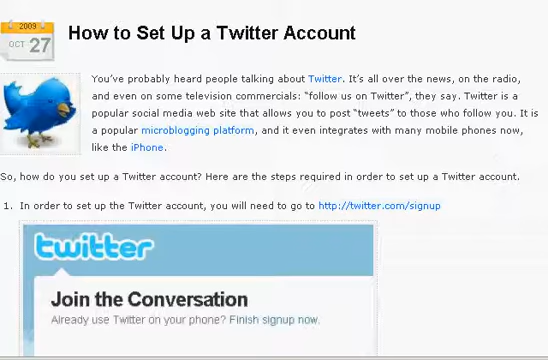 2009
OCT 27
How to Set Up a Twitter Account
You've probably heard people talking about Twitter. It's all over the news, on the radio,
and even on some television commercials: "follow us on Twitter", they say. Twitter is a
popular social media web site that allows you to post "tweets" to those who follow you. It is
a popular microblogging platform, and it even integrates with many mobile phones now,
like the iPhone.
So, how do you set up a Twitter account? Here are the steps required in order to set up a Twitter account.
1. In order to set up the Twitter account, you will need to go to http://twitter.com/signup
twitter
Join the Conversation
Already use Twitter on your phone? Finish signup now.